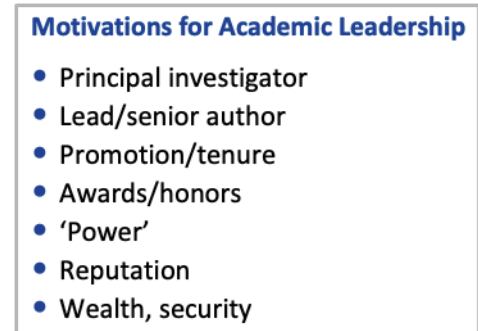 Motivations for Academic Leadership
• Principal investigator
• Lead/senior author
• Promotion/tenure
• Awards/honors
• ‘Power’
• Reputation
• Wealth, security